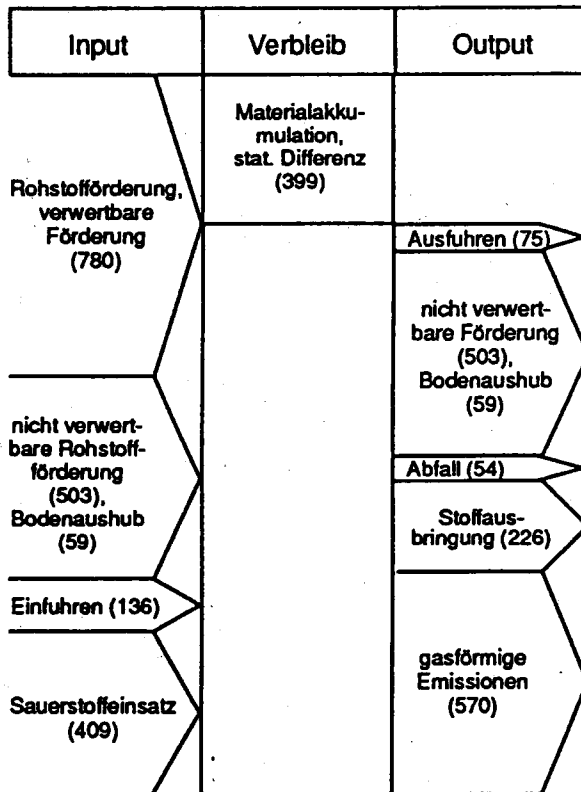 Input
Verbleib
Output
Rohstofförderung,
verwertbare
Förderung
(780)
nicht verwert-
bare Rohstoff-
förderung
(503),
Bodenaushub
(59)
Einfuhren (136)
Sauerstoffeinsatz
(409)
Materialakku-
mulation,
stat. Differenz
(399)
Ausfuhren (75)
nicht verwert-
bare Förderung
(503),
Bodenaushub
(59)
Abfall (54)
Stoffaus-
bringung (226)
gasförmige
Emissionen
(570)